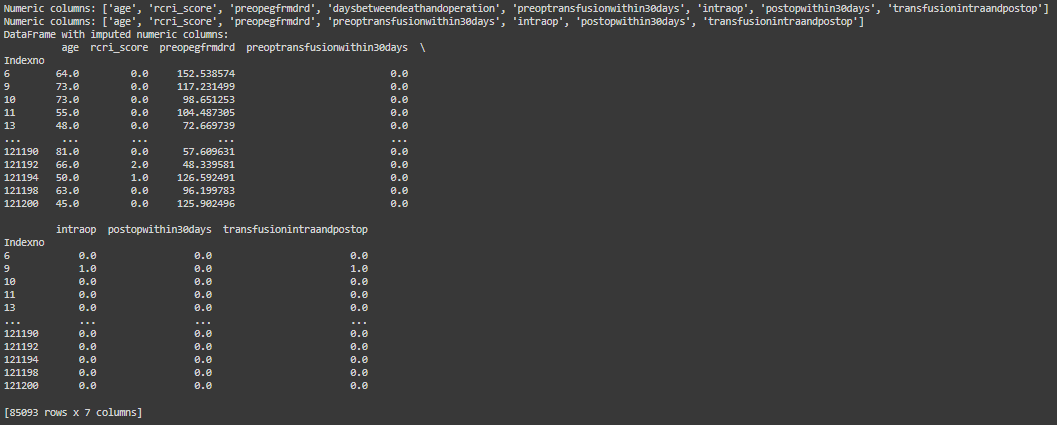 Numeric columns: ['age', 'rcri_score', 'preopegfrmdrd', 'daysbetweendeathandoperation', 'preoptransfusionwithin30days', 'intraop', 'postopwithin30days', 'transfusionintraandpostop']
Numeric columns: ['age', 'rcri_score', 'preopegfrmdrd', 'preoptransfusionwithin30days', 'intraop', 'postopwithin30days', 'transfusionintraandpostop']
DataFrame with imputed numeric columns:
age rcri_score preopegfrmdrd preoptransfusionwithin30days \
Indexno
6 64.0 0.0 152.538574 0.0
9 73.0 0.0 117.231499 0.0
10 73.0 0.0 98.651253 0.0
11 55.0 0.0 104.487305 0.0
13 48.0 0.0 72.669739 0.0
... ... ... ... ...
121190 81.0 0.0 57.609631 0.0
121192 66.0 2.0 48.339581 0.0
121194 50.0 1.0 126.592491 0.0
121198 63.0 0.0 96.199783 0.0
121200 45.0 0.0 125.902496 0.0
intraop postopwithin30days transfusionintraandpostop
Indexno
6 0.0 0.0 0.0
9 1.0 0.0 1.0
10 0.0 0.0 0.0
11 0.0 0.0 0.0
13 0.0 0.0 0.0
... ... ... ...
121190 0.0 0.0 0.0
121192 0.0 0.0 0.0
121194 0.0 0.0 0.0
121198 0.0 0.0 0.0
121200 0.0 0.0 0.0
[85093 rows x 7 columns]